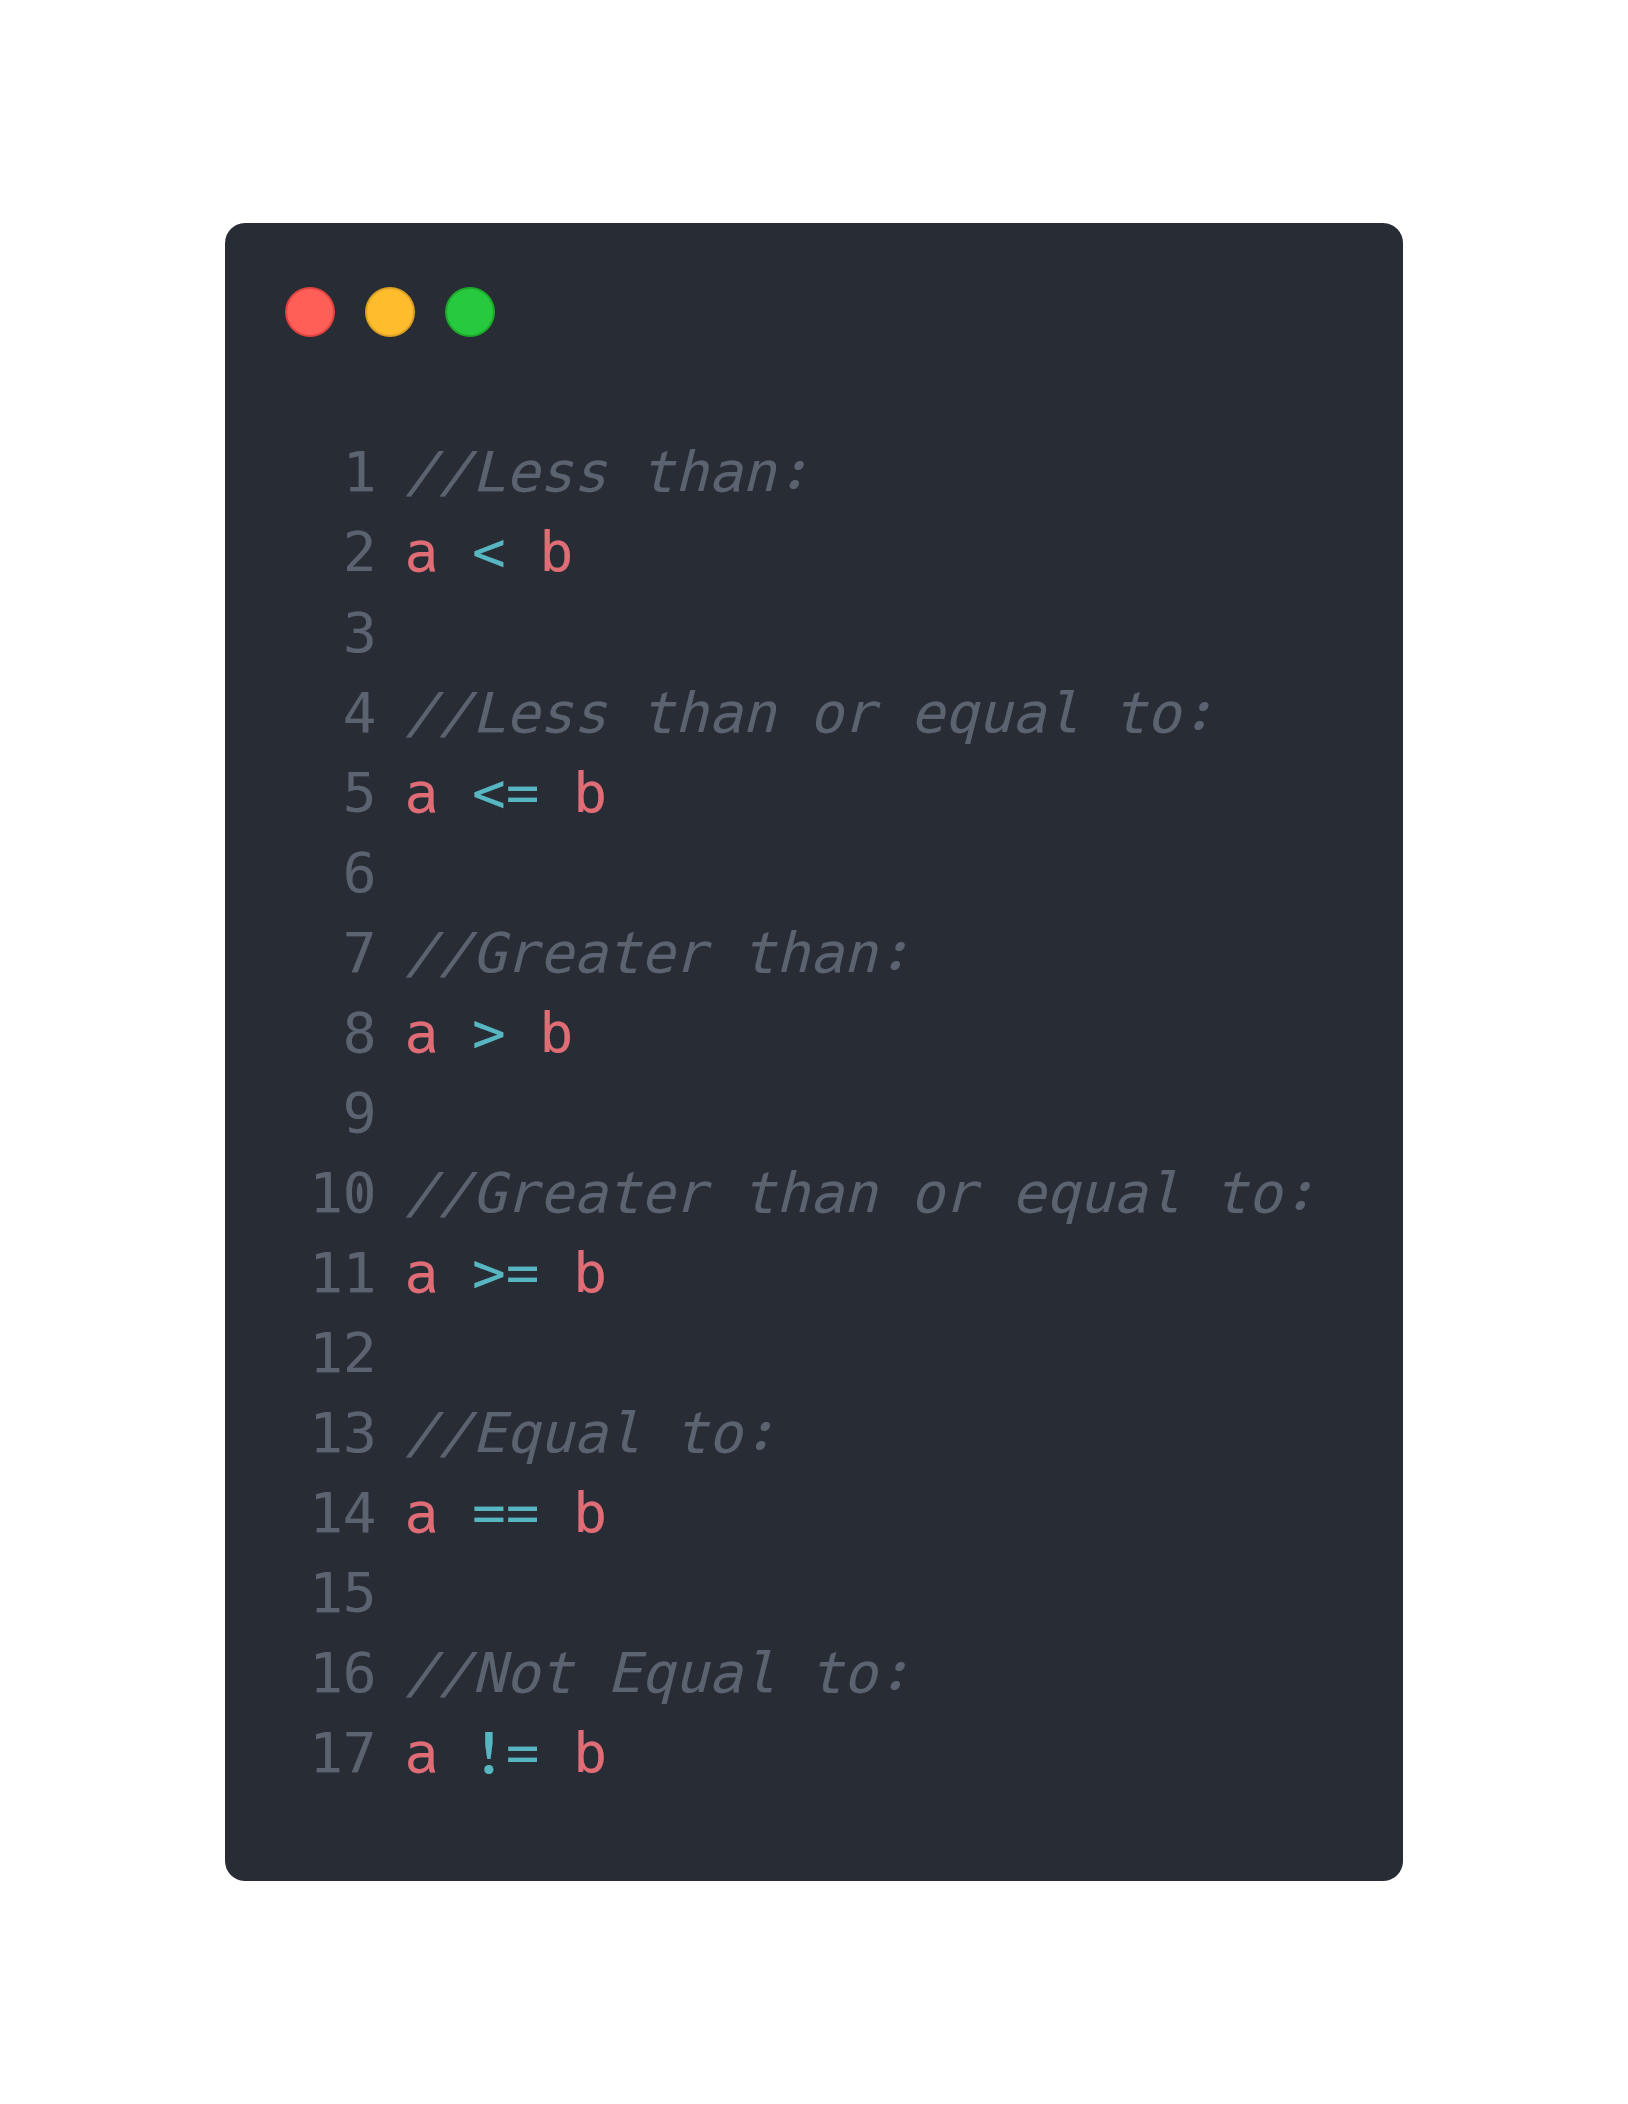 1 //Less than:
2 a < b
3
4 //Less than or equal to:
5 a <= b
6
7 //Greater than:
8 a > b
9
10 //Greater than or equal to:
11 a >= b
12
13 //Equal to:
14 a == b
15
16 //Not Equal to:
17 a != b